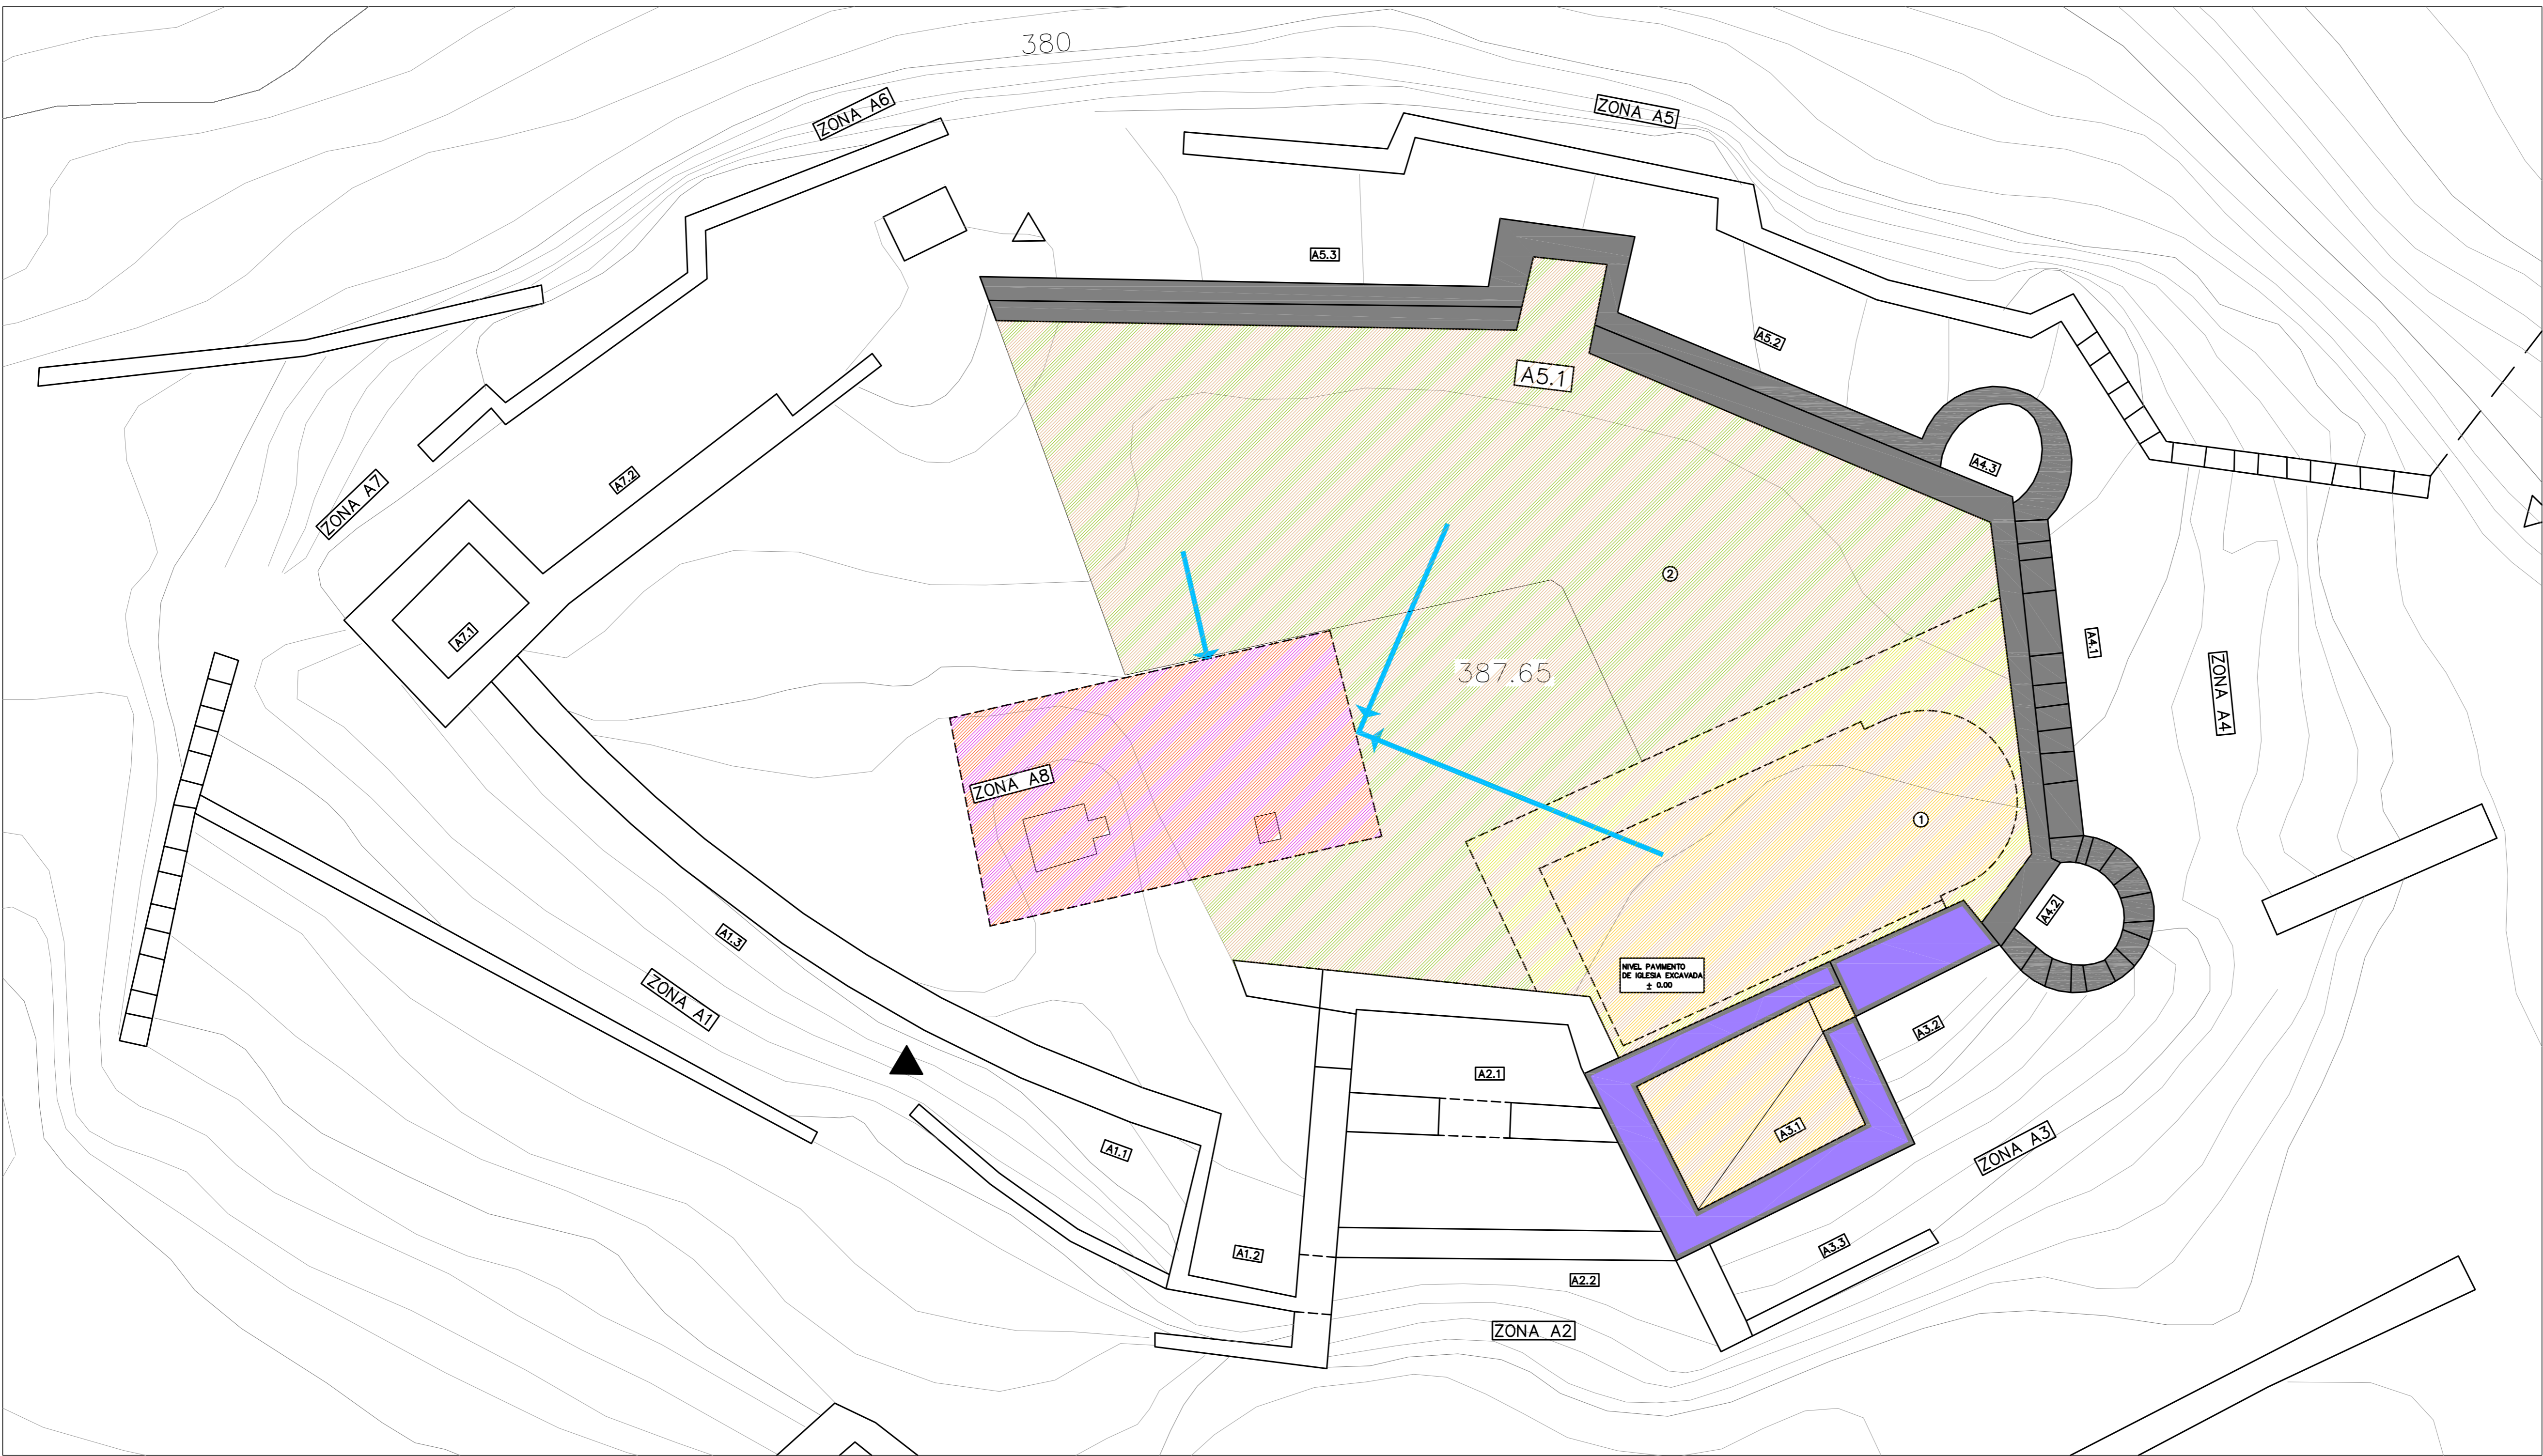 380
ZONA A6
ZONA A5
A5.3
A5.2
A5.1
A4.3
A7.2
ZONA A7
2
A7.1
A4.1
387.65
ZONA A4
ZONA A8
1
A4.2
A1.3
NIVEL PAVIMENTO
DE IGLESIA EXCAVADA
± 0.00
ZONA A1
A3.2
A2.1
A3.1
A1.1
ZONA A3
A1.2
A3.3
A2.2
ZONA A2